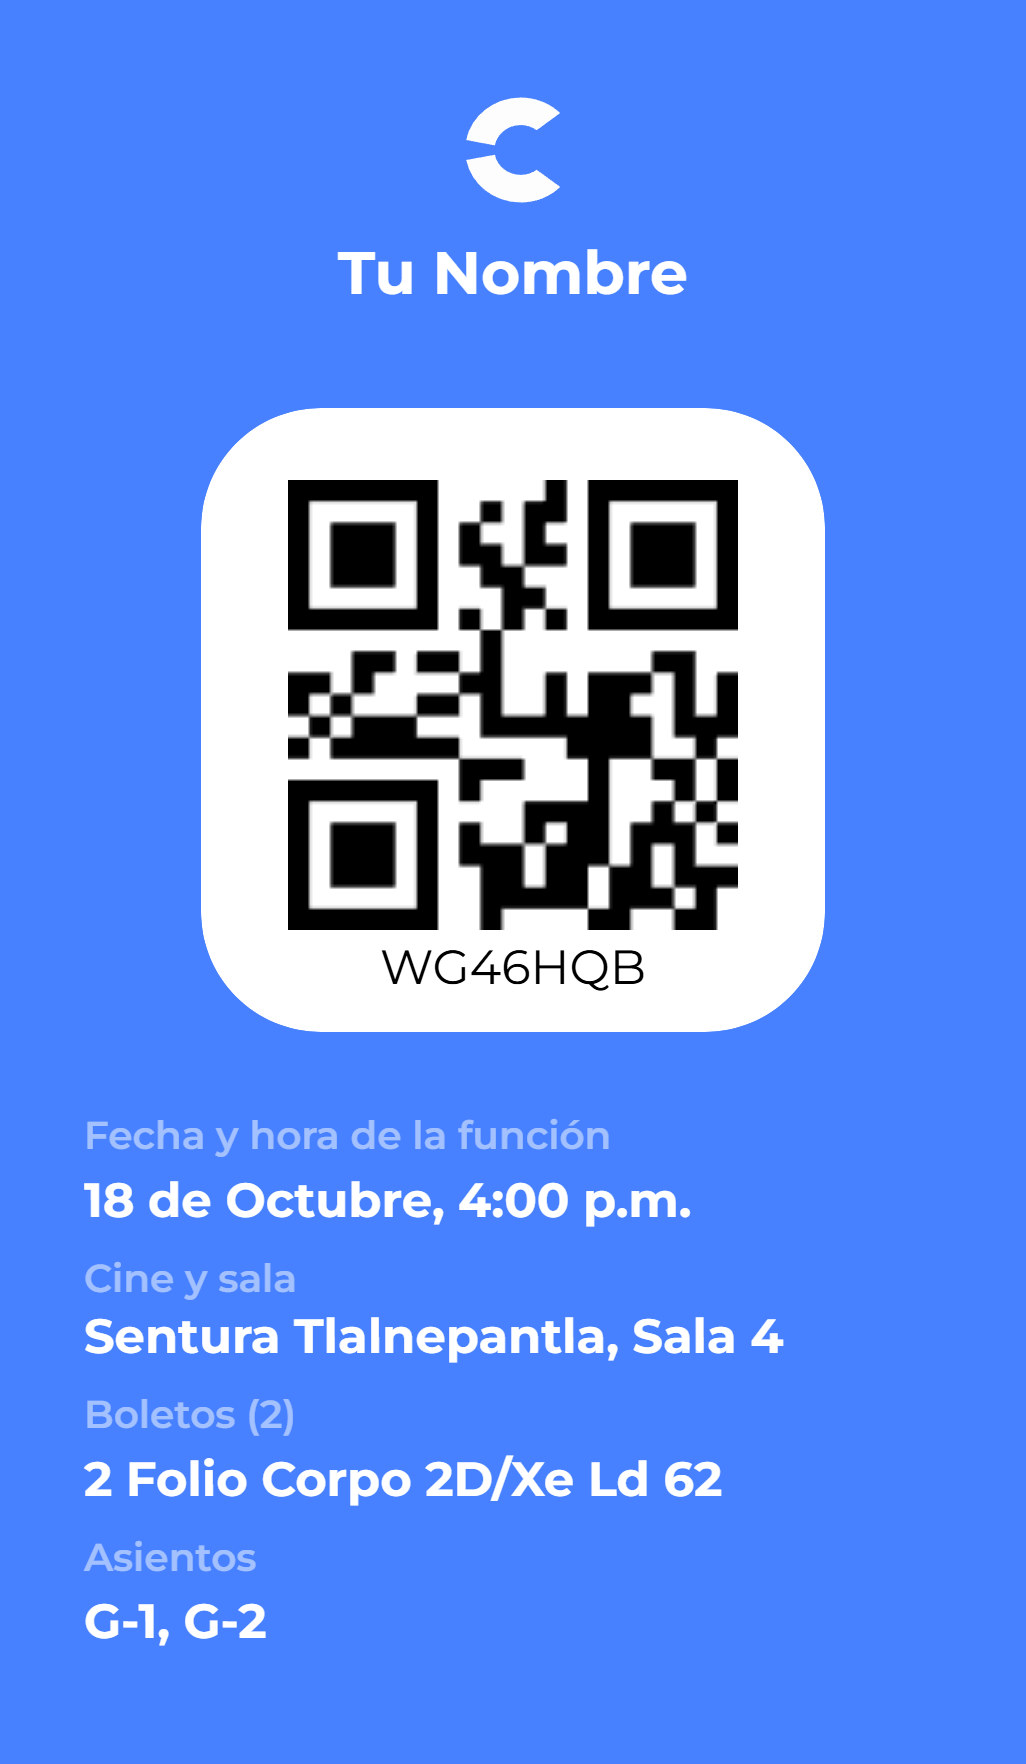 Tu Nombre
WG46HQB
Fecha y hora de la función
18 de Octubre, 4:00 p.m.
Cine y sala
Sentura Tlalnepantla, Sala 4
Boletos (2)
2 Folio Corpo 2D/Xe Ld 62
Asientos
G-1, G-2